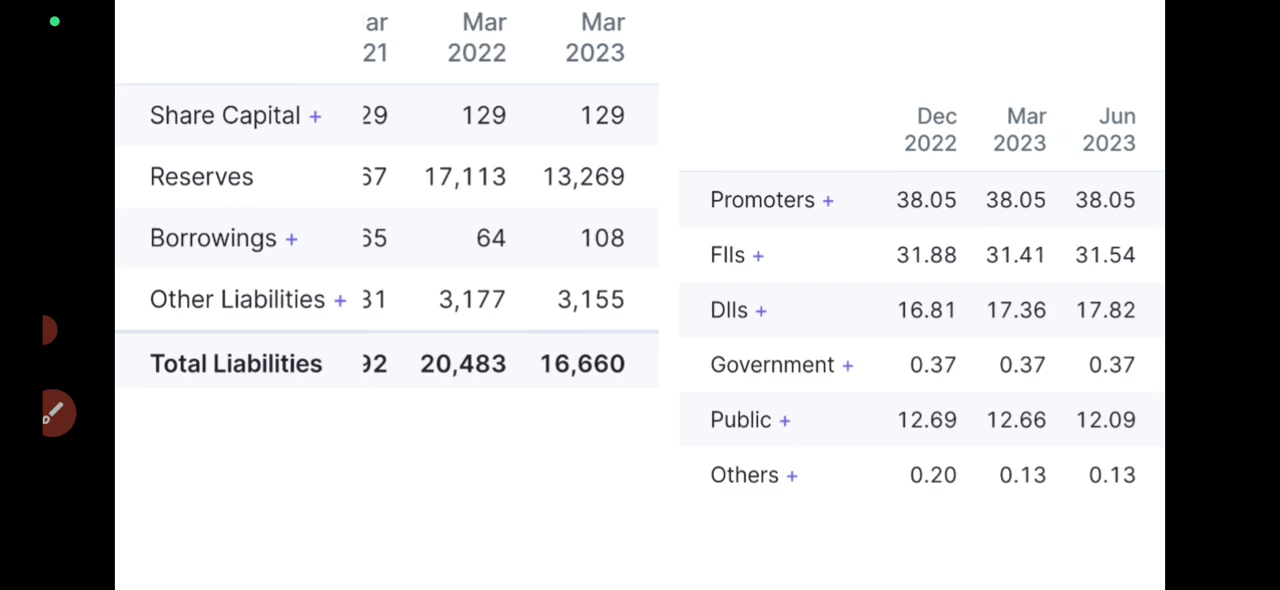 ar Mar Mar
21 2022 2023
Share Capital + 29 129 129
Reserves 67 17,113 13,269
Borrowings + 65 64 108
Other Liabilities + 31 3,177 3,155
Total Liabilities 92 20,483 16,660
Dec Mar Jun
2022 2023 2023
Promoters + 38.05 38.05 38.05
FIIs + 31.88 31.41 31.54
DIIs + 16.81 17.36 17.82
Government + 0.37 0.37 0.37
Public + 12.69 12.66 12.09
Others + 0.20 0.13 0.13